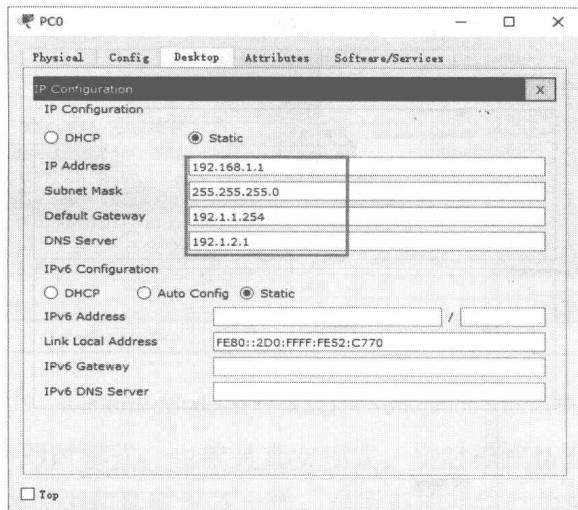 PC0
Physical Config Desktop Attributes Software/Services
IP Configuration X
IP Configuration
DHCP Static
IP Address 192.168.1.1
Subnet Mask 255.255.255.0
Default Gateway 192.1.1.254
DNS Server 192.1.2.1
IPv6 Configuration
DHCP Auto Config Static
IPv6 Address /
Link Local Address FE80::2D0:FFFF:FE52:C770
IPv6 Gateway
IPv6 DNS Server
Top